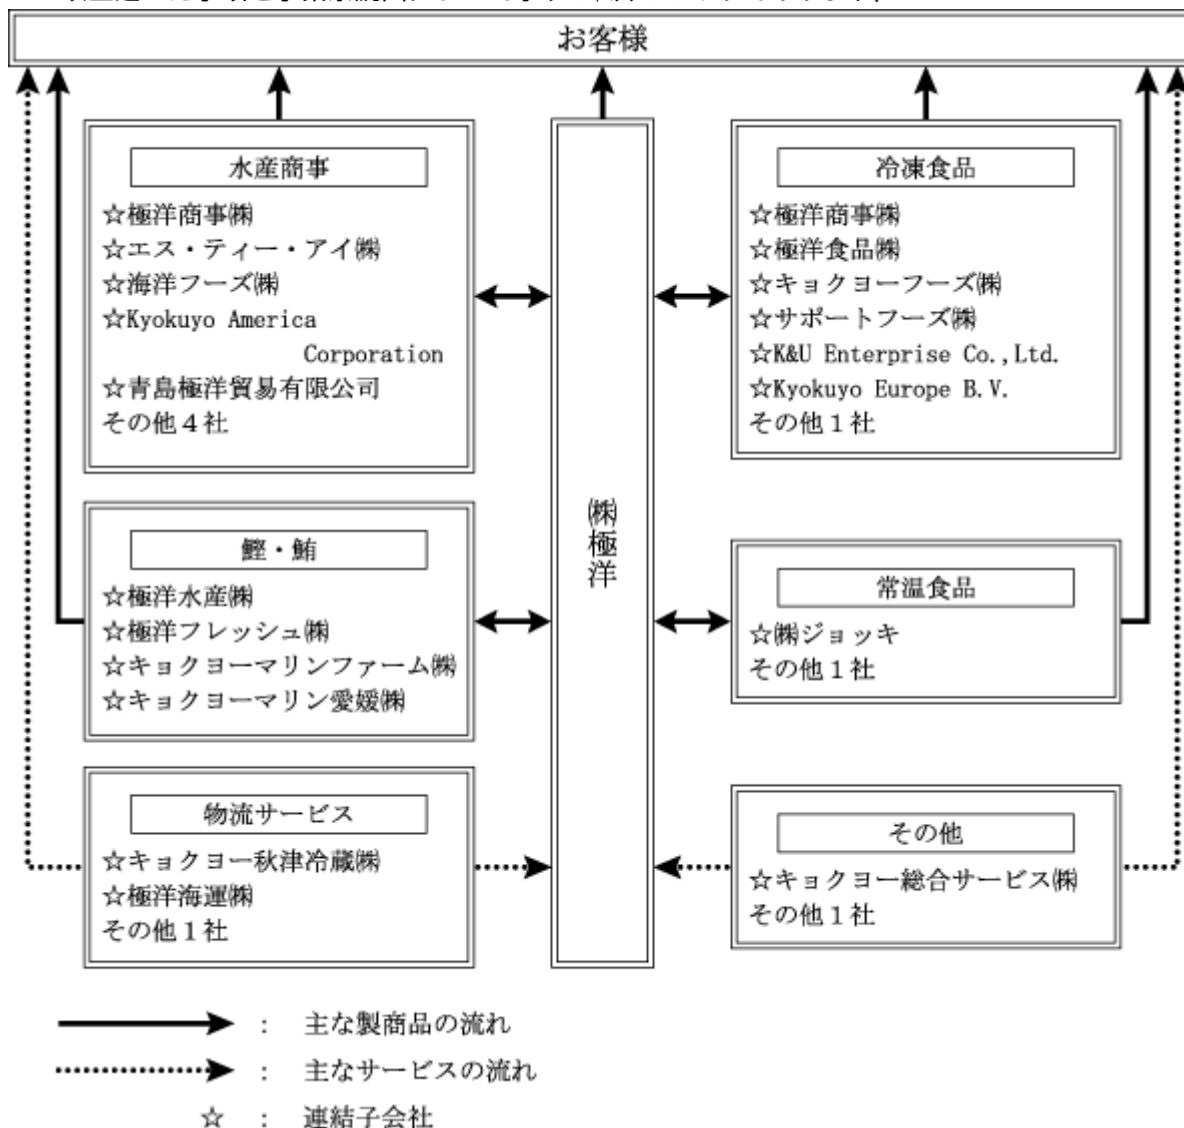 お客様
水産商事
☆極洋商事㈱
☆エス・ティー・アイ㈱
☆海洋フーズ㈱
☆Kyokuyo America
Corporation
☆青島極洋貿易有限公司
その他４社
鰹・鮪
☆極洋水産㈱
☆極洋フレッシュ㈱
☆キョクヨーマリンファーム㈱
☆キョクヨーマリン愛媛㈱
物流サービス
☆キョクヨー秋津冷蔵㈱
☆極洋海運㈱
その他１社
㈱極洋
冷凍食品
☆極洋商事㈱
☆極洋食品㈱
☆キョクヨーフーズ㈱
☆サポートフーズ㈱
☆K&U Enterprise Co.,Ltd.
☆Kyokuyo Europe B.V.
その他１社
常温食品
☆㈱ジョッキ
その他１社
その他
☆キョクヨー総合サービス㈱
その他１社
： 主な製商品の流れ
： 主なサービスの流れ
☆ ： 連結子会社